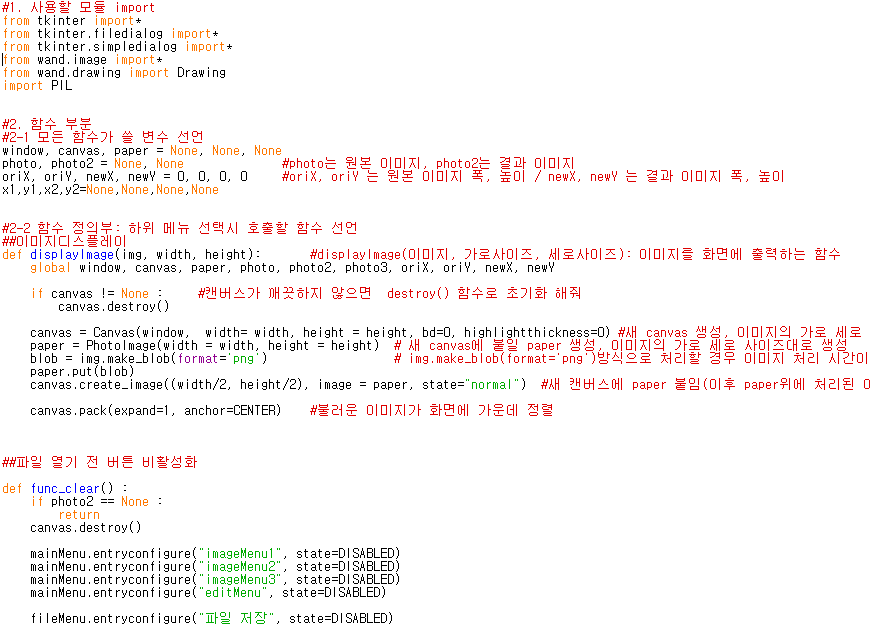 #1. 사용할 모듈 import
from tkinter import*
from tkinter.filedialog import*
from tkinter.simpledialog import*
from wand.image import*
from wand.drawing import Drawing
import PIL
#2. 함수 부분
#2-1 모든 함수가 쓸 변수 선언
window, canvas, paper = None, None, None
photo, photo2 = None, None #photo는 원본 이미지, photo2는 결과 이미지
oriX, oriY, newX, newY = 0, 0, 0, 0 #oriX, oriY 는 원본 이미지 폭, 높이 / newX, newY 는 결과 이미지 폭, 높이
x1,y1,x2,y2=None,None,None,None
#2-2 함수 정의부: 하위 메뉴 선택시 호출할 함수 선언
##이미지디스플레이
def displayImage(img, width, height): #displayImage(이미지, 가로사이즈, 세로사이즈): 이미지를 화면에 출력하는 함수
global window, canvas, paper, photo, photo2, photo3, oriX, oriY, newX, newY
if canvas != None : #캔버스가 깨끗하지 않으면 destroy() 함수로 초기화 해줘
canvas.destroy()
canvas = Canvas(window, width= width, height = height, bd=0, highlightthickness=0) #새 canvas 생성, 이미지의 가로 세로
paper = PhotoImage(width = width, height = height) # 새 canvas에 붙일 paper 생성, 이미지의 가로 세로 사이즈대로 생성
blob = img.make_blob(format='png') # img.make_blob(format='png')방식으로 처리할 경우 이미지 처리 시간이
paper.put(blob)
canvas.create_image((width/2, height/2), image = paper, state="normal") #새 캔버스에 paper 붙임(이후 paper위에 처리된
canvas.pack(expand=1, anchor=CENTER) #불러운 이미지가 화면에 가운데 정렬
##파일 열기 전 버튼 비활성화
def func_clear() :
if photo2 == None :
return
canvas.destroy()
mainMenu.entryconfigure("imageMenu1", state=DISABLED)
mainMenu.entryconfigure("imageMenu2", state=DISABLED)
mainMenu.entryconfigure("imageMenu3", state=DISABLED)
mainMenu.entryconfigure("editMenu", state=DISABLED)
fileMenu.entryconfigure("파일 저장", state=DISABLED)